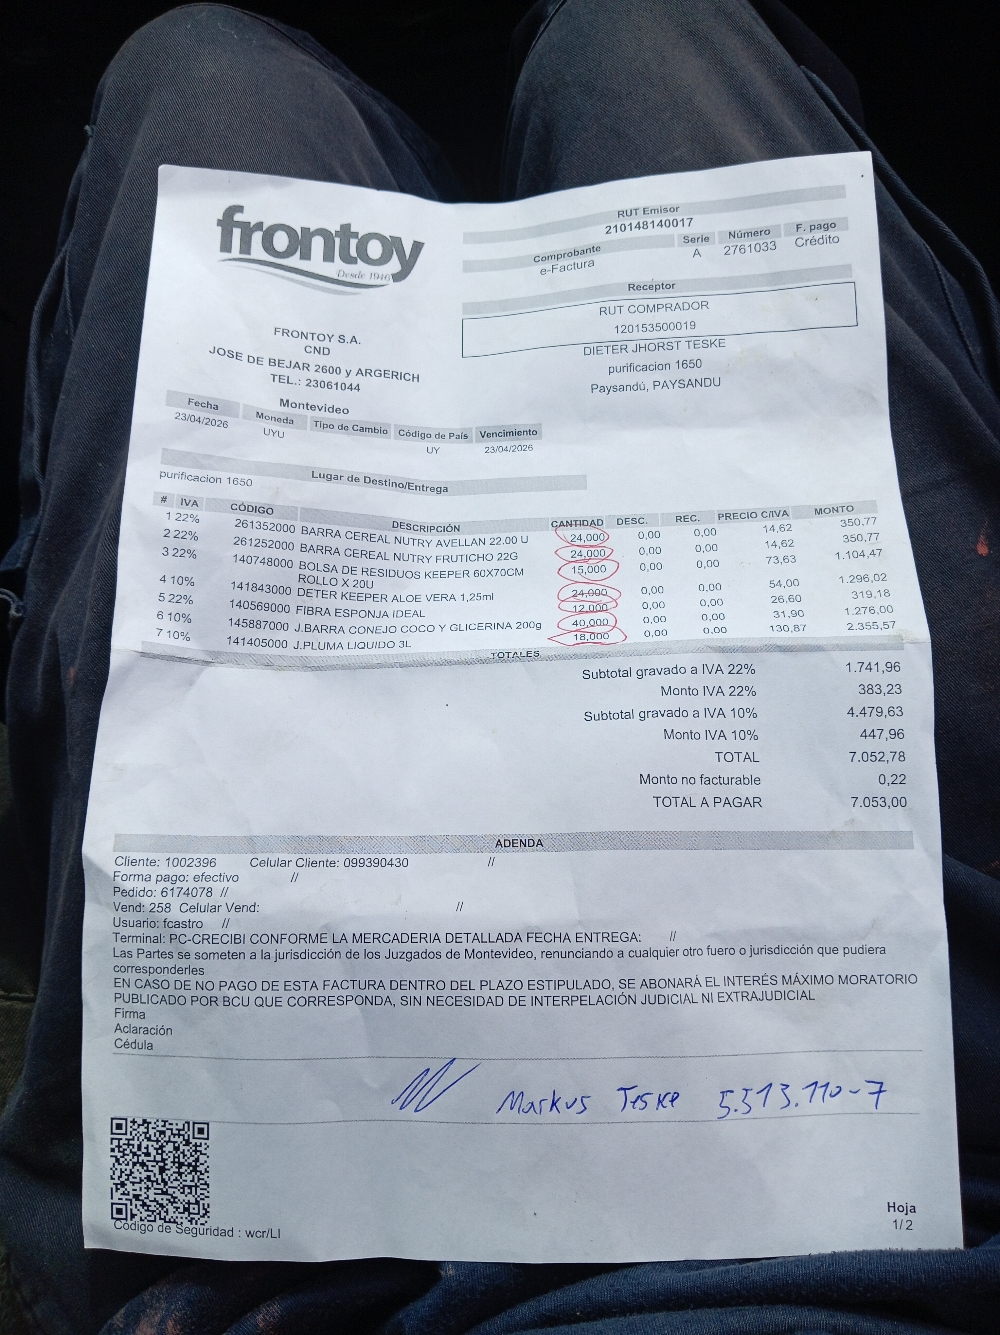 frontoy
Desde 1946
RUT Emisor
210148140017
Comprobante Serie Número F. pago
e-Factura A 2761033 Crédito
Receptor
RUT COMPRADOR
120153500019
DIETER JHORST TESKE
purificacion 1650
Paysandú, PAYSANDU
FRONTOY S.A.
CND
JOSE DE BEJAR 2600 y ARGERICH
TEL.: 23061044
Montevideo
Fecha Moneda Tipo de Cambio Código de País Vencimiento
23/04/2026 UYU UY 23/04/2026
Lugar de Destino/Entrega
purificacion 1650
# IVA CÓDIGO DESCRIPCIÓN CANTIDAD DESC. REC. PRECIO C/IVA MONTO
1 22% 261352000 BARRA CEREAL NUTRY AVELLAN 22.00 U 24,000 0,00 0,00 14,62 350,77
2 22% 261252000 BARRA CEREAL NUTRY FRUTICHO 22G 24,000 0,00 0,00 14,62 350,77
3 22% 140748000 BOLSA DE RESIDUOS KEEPER 60X70CM 15,000 0,00 0,00 73,63 1.104,47
ROLLO X 20U
4 10% 141843000 DETER KEEPER ALOE VERA 1,25ml 24,000 0,00 0,00 54,00 1.296,02
5 22% 140569000 FIBRA ESPONJA IDEAL 12,000 0,00 0,00 26,60 319,18
6 10% 145887000 J.BARRA CONEJO COCO Y GLICERINA 200g 40,000 0,00 0,00 31,90 1.276,00
7 10% 141405000 J.PLUMA LIQUIDO 3L 18,000 0,00 0,00 130,87 2.355,57
TOTALES
Subtotal gravado a IVA 22% 1.741,96
Monto IVA 22% 383,23
Subtotal gravado a IVA 10% 4.479,63
Monto IVA 10% 447,96
TOTAL 7.052,78
Monto no facturable 0,22
TOTAL A PAGAR 7.053,00
ADENDA
Cliente: 1002396 Celular Cliente: 099390430 //
Forma pago: efectivo //
Pedido: 6174078 //
Vend: 258 Celular Vend: //
Usuario: fcastro //
Terminal: PC-CRECIBI CONFORME LA MERCADERIA DETALLADA FECHA ENTREGA: //
Las Partes se someten a la jurisdicción de los Juzgados de Montevideo, renunciando a cualquier otro fuero o jurisdicción que pudiera
corresponderles
EN CASO DE NO PAGO DE ESTA FACTURA DENTRO DEL PLAZO ESTIPULADO, SE ABONARÁ EL INTERÉS MÁXIMO MORATORIO
PUBLICADO POR BCU QUE CORRESPONDA, SIN NECESIDAD DE INTERPELACIÓN JUDICIAL NI EXTRAJUDICIAL
Firma
Aclaración
Cédula
Markus Teske 5.513.110-7
Código de Seguridad : wcr/LI
Hoja
1/2